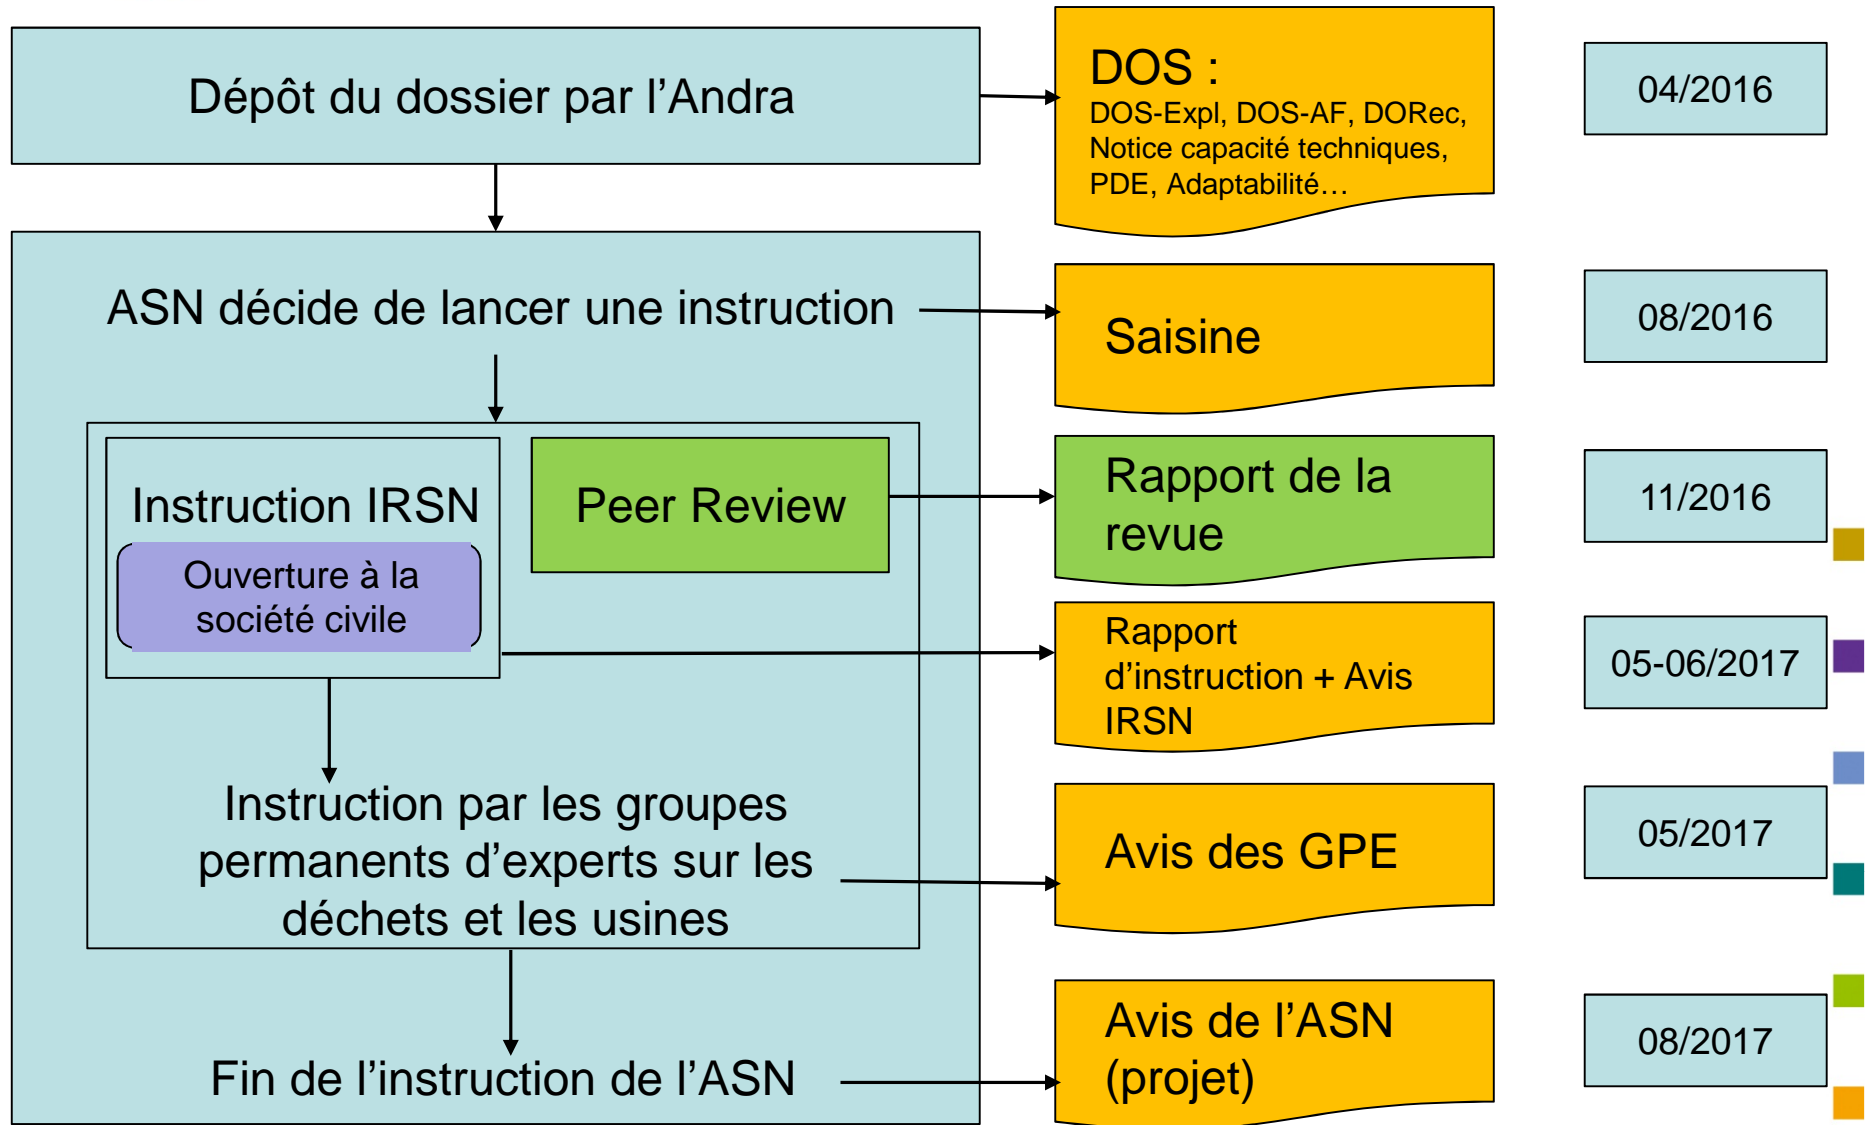 Dépôt du dossier par l’Andra
DOS :
DOS-Expl, DOS-AF, DORec,
Notice capacité techniques,
PDE, Adaptabilité…
04/2016
ASN décide de lancer une instruction
Saisine
08/2016
Instruction IRSN
Ouverture à la
société civile
Peer Review
Rapport de la
revue
11/2016
Rapport
d’instruction + Avis
IRSN
05-06/2017
Instruction par les groupes
permanents d’experts sur les
déchets et les usines
Avis des GPE
05/2017
Fin de l’instruction de l’ASN
Avis de l’ASN
(projet)
08/2017